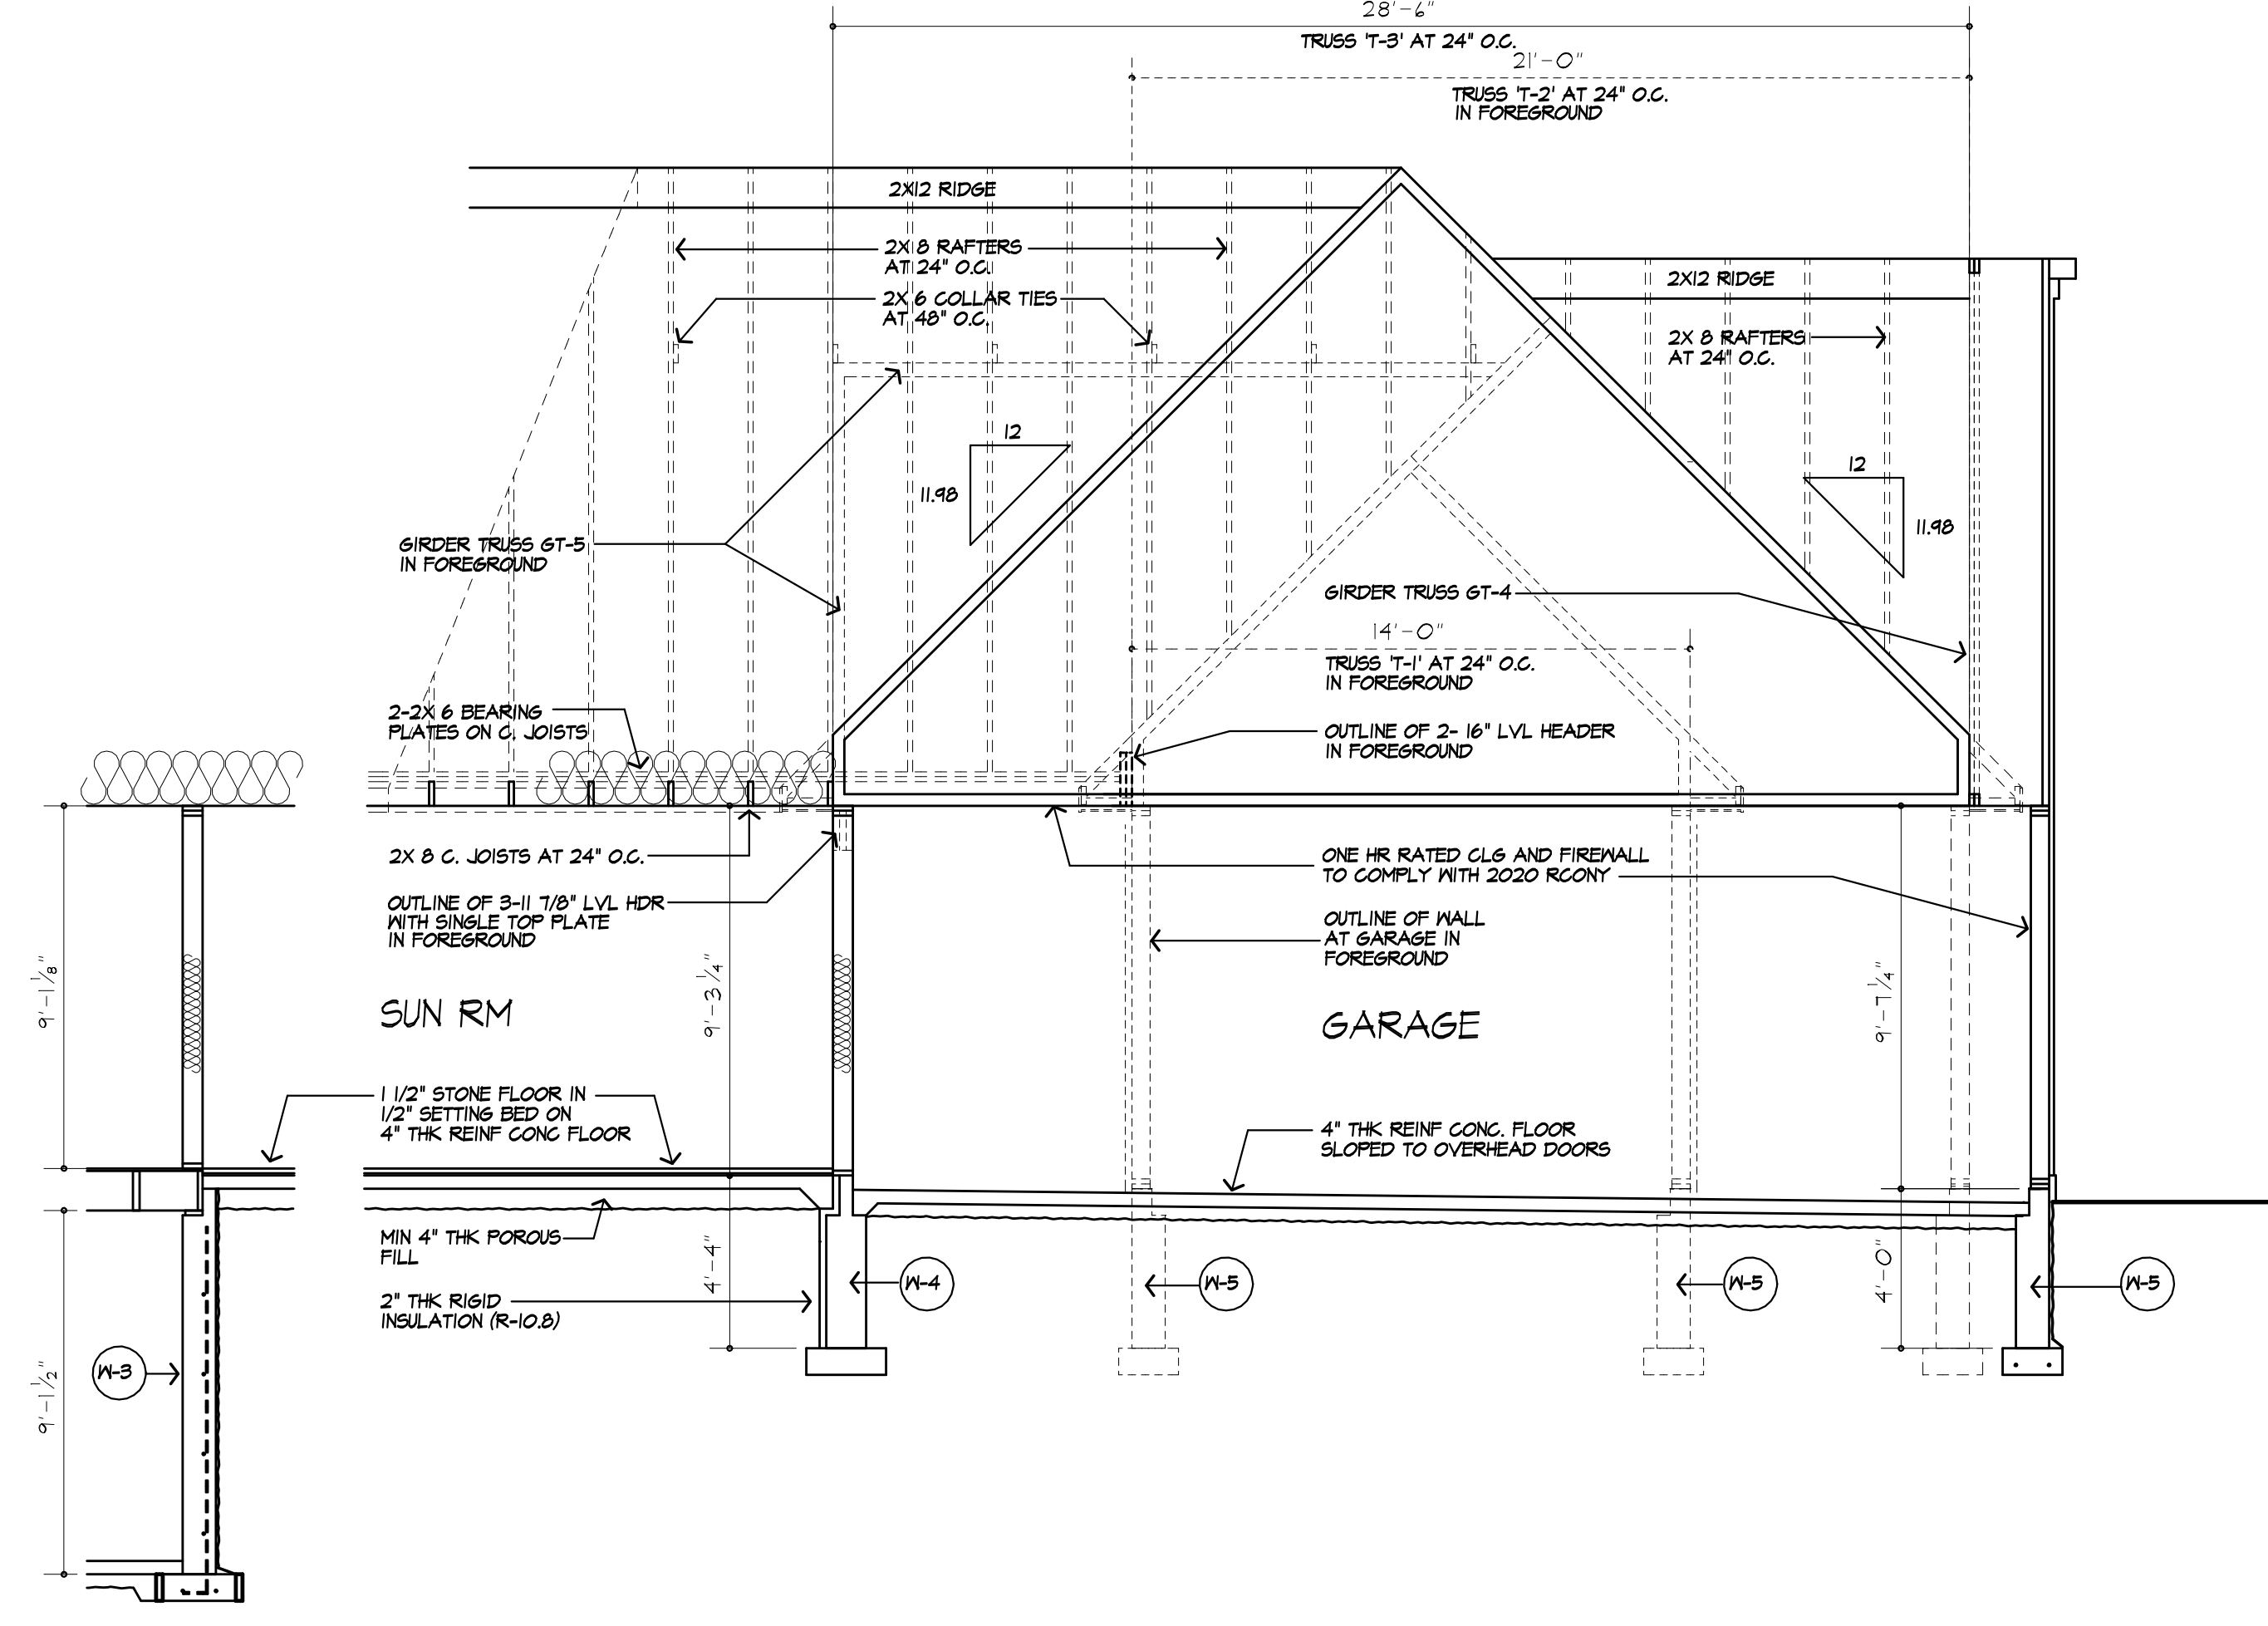 28'-6"
TRUSS 'T-3' AT 24" O.C.
21'-0"
TRUSS 'T-2' AT 24" O.C.
IN FOREGROUND
2X12 RIDGE
2X 8 RAFTERS
AT 24" O.C.
2X 6 COLLAR TIES
AT 48" O.C.
2X12 RIDGE
2X 8 RAFTERS
AT 24" O.C.
12
11.98
12
11.98
GIRDER TRUSS GT-5
IN FOREGROUND
GIRDER TRUSS GT-4
14'-0"
TRUSS 'T-1' AT 24" O.C.
IN FOREGROUND
2-2X 6 BEARING
PLATES ON C. JOISTS
OUTLINE OF 2- 16" LVL HEADER
IN FOREGROUND
2X 8 C. JOISTS AT 24" O.C.
ONE HR RATED CLG AND FIREWALL
TO COMPLY WITH 2020 RCONY
OUTLINE OF 3-11 7/8" LVL HDR
WITH SINGLE TOP PLATE
IN FOREGROUND
OUTLINE OF WALL
AT GARAGE IN
FOREGROUND
9'-1 1/8"
SUN RM
9'-3 1/4"
GARAGE
9'-7 1/4"
1 1/2" STONE FLOOR IN
1/2" SETTING BED ON
4" THK REINF CONC FLOOR
4" THK REINF CONC. FLOOR
SLOPED TO OVERHEAD DOORS
MIN 4" THK POROUS
FILL
2" THK RIGID
INSULATION (R-10.8)
4'-4"
W-4
W-5
W-5
4'-0"
W-5
W-3
9'-1 1/2"